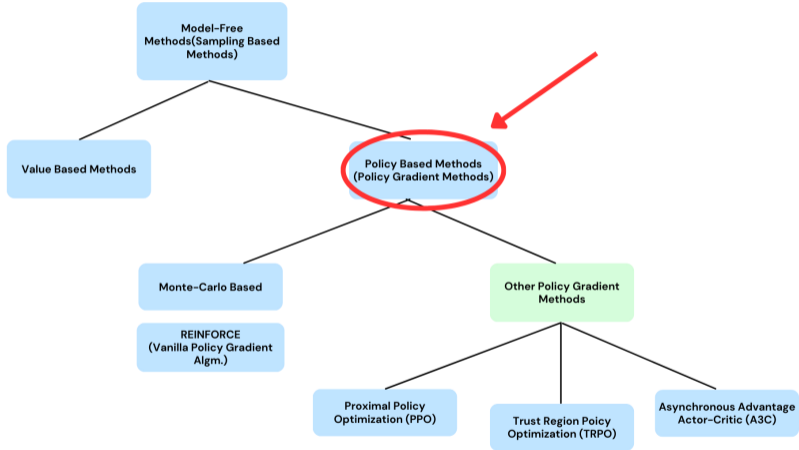 Model-Free
Methods(Sampling Based
Methods)
Value Based Methods
Policy Based Methods
(Policy Gradient Methods)
Monte-Carlo Based
Other Policy Gradient
Methods
REINFORCE
(Vanilla Policy Gradient
Algm.)
Proximal Policy
Optimization (PPO)
Trust Region Poicy
Optimization (TRPO)
Asynchronous Advantage
Actor-Critic (A3C)